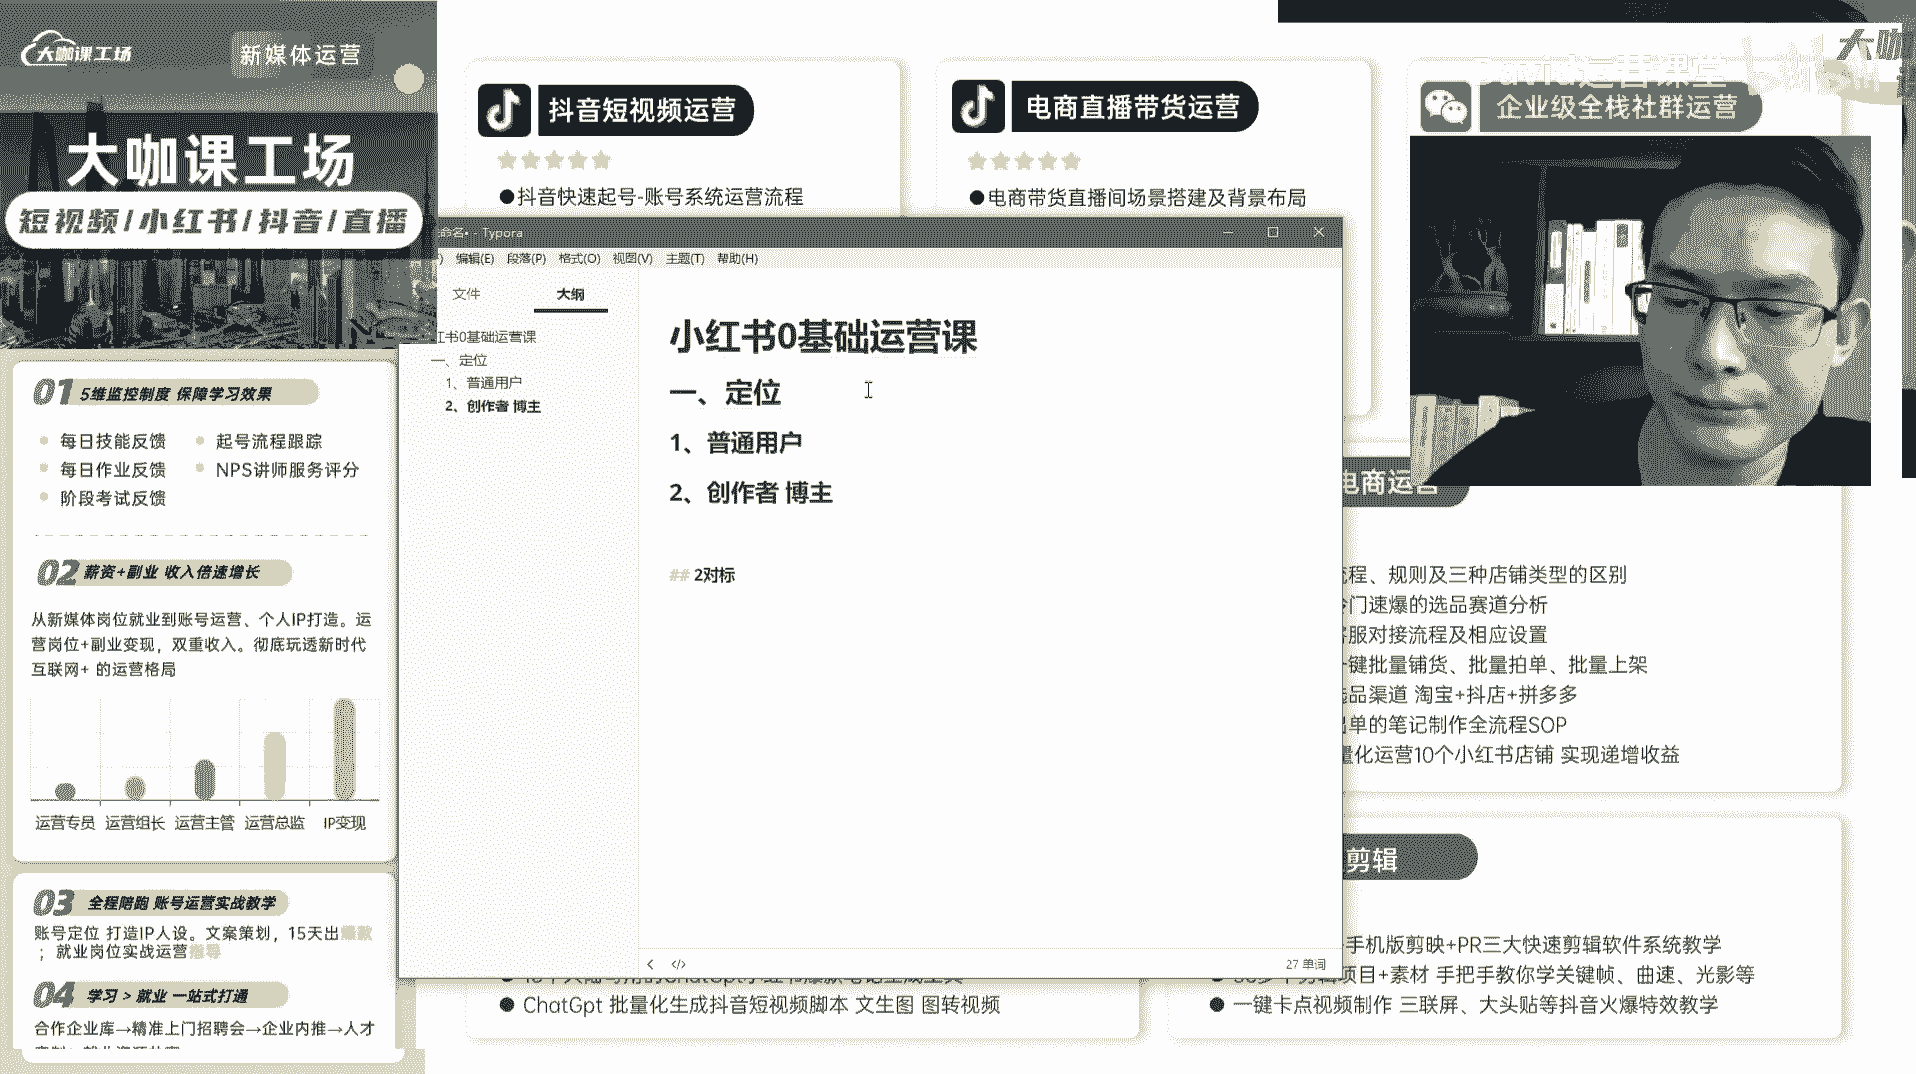 大咖课工场
新媒体运营
大咖课工场
短视频/小红书/抖音/直播
01 5维监控制度 保障学习效果
每日技能反馈
起号流程跟踪
每日作业反馈
NPS讲师服务评分
阶段考试反馈
02 薪资+副业 收入倍速增长
从新媒体岗位就业到账号运营、个人IP打造。运
营岗位+副业变现，双重收入。彻底玩透新时代
互联网+ 的运营格局
运营专员 运营组长 运营主管 运营总监 IP变现
03 全程陪跑 账号运营实战教学
账号定位 打造IP人设。文案策划，15天出爆款
；就业岗位实战运营指导
04 学习 > 就业 一站式打通
合作企业库→精准上门招聘会→企业内推→人才
抖音短视频运营
●抖音快速起号-账号系统运营流程
电商直播带货运营
●电商带货直播间场景搭建及背景布局
David运营课堂
bilibili
大咖
企业级全栈社群运营
命名• - Typora
) 编辑(E) 段落(P) 格式(O) 视图(V) 主题(T) 帮助(H)
文件
大纲
红书0基础运营课
一、定位
1、普通用户
2、创作者 博主
小红书0基础运营课
一、定位
1、普通用户
2、创作者 博主
## 2对标
</>
27 单词
电商运营
流程、规则及三种店铺类型的区别
冷门速爆的选品赛道分析
客服对接流程及相应设置
一键批量铺货、批量拍单、批量上架
选品渠道 淘宝+抖店+拼多多
出单的笔记制作全流程SOP
量化运营10个小红书店铺 实现递增收益
剪辑
手机版剪映+PR三大快速剪辑软件系统教学
项目+素材 手把手教你学关键帧、曲速、光影等
●一键卡点视频制作 三联屏、大头贴等抖音火爆特效教学
●ChatGpt 批量化生成抖音短视频脚本 文生图 图转视频